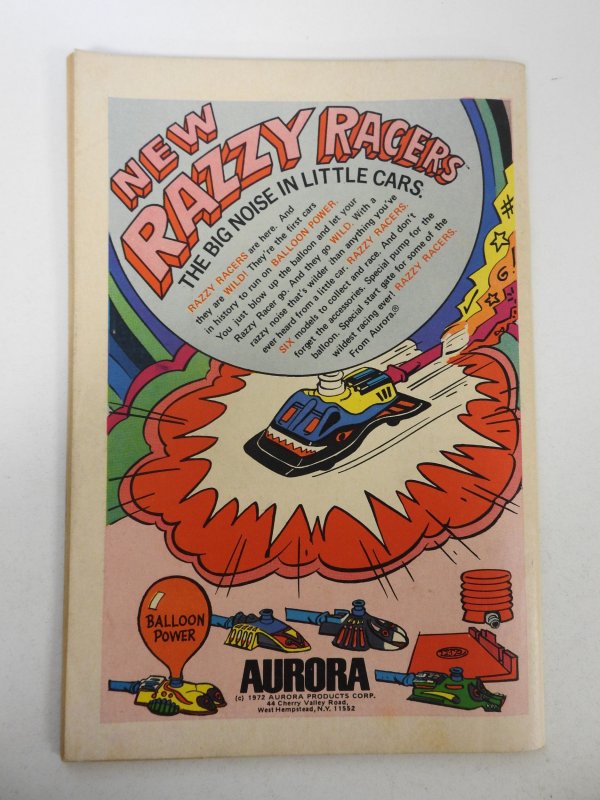 NEW
RAZZY RACERS
THE BIG NOISE IN LITTLE CARS.
RAZZY RACERS are here. And
they are WILD! They're the first cars
in history to run on BALLOON POWER.
You just blow up the balloon and let your
Razzy Racer go. And they go WILD. With a
razzy noise that's wilder than anything you've
ever heard from a little car. RAZZY RACERS.
SIX models to collect and race. And don't
forget the accessories. Special pump for the
balloon. Special start gate for some of the
wildest racing ever! RAZZY RACERS.
From Aurora.®
#
BALLOON
POWER
AURORA
(c) 1972 AURORA PRODUCTS CORP.
44 Cherry Valley Road,
West Hempstead, N.Y. 11552